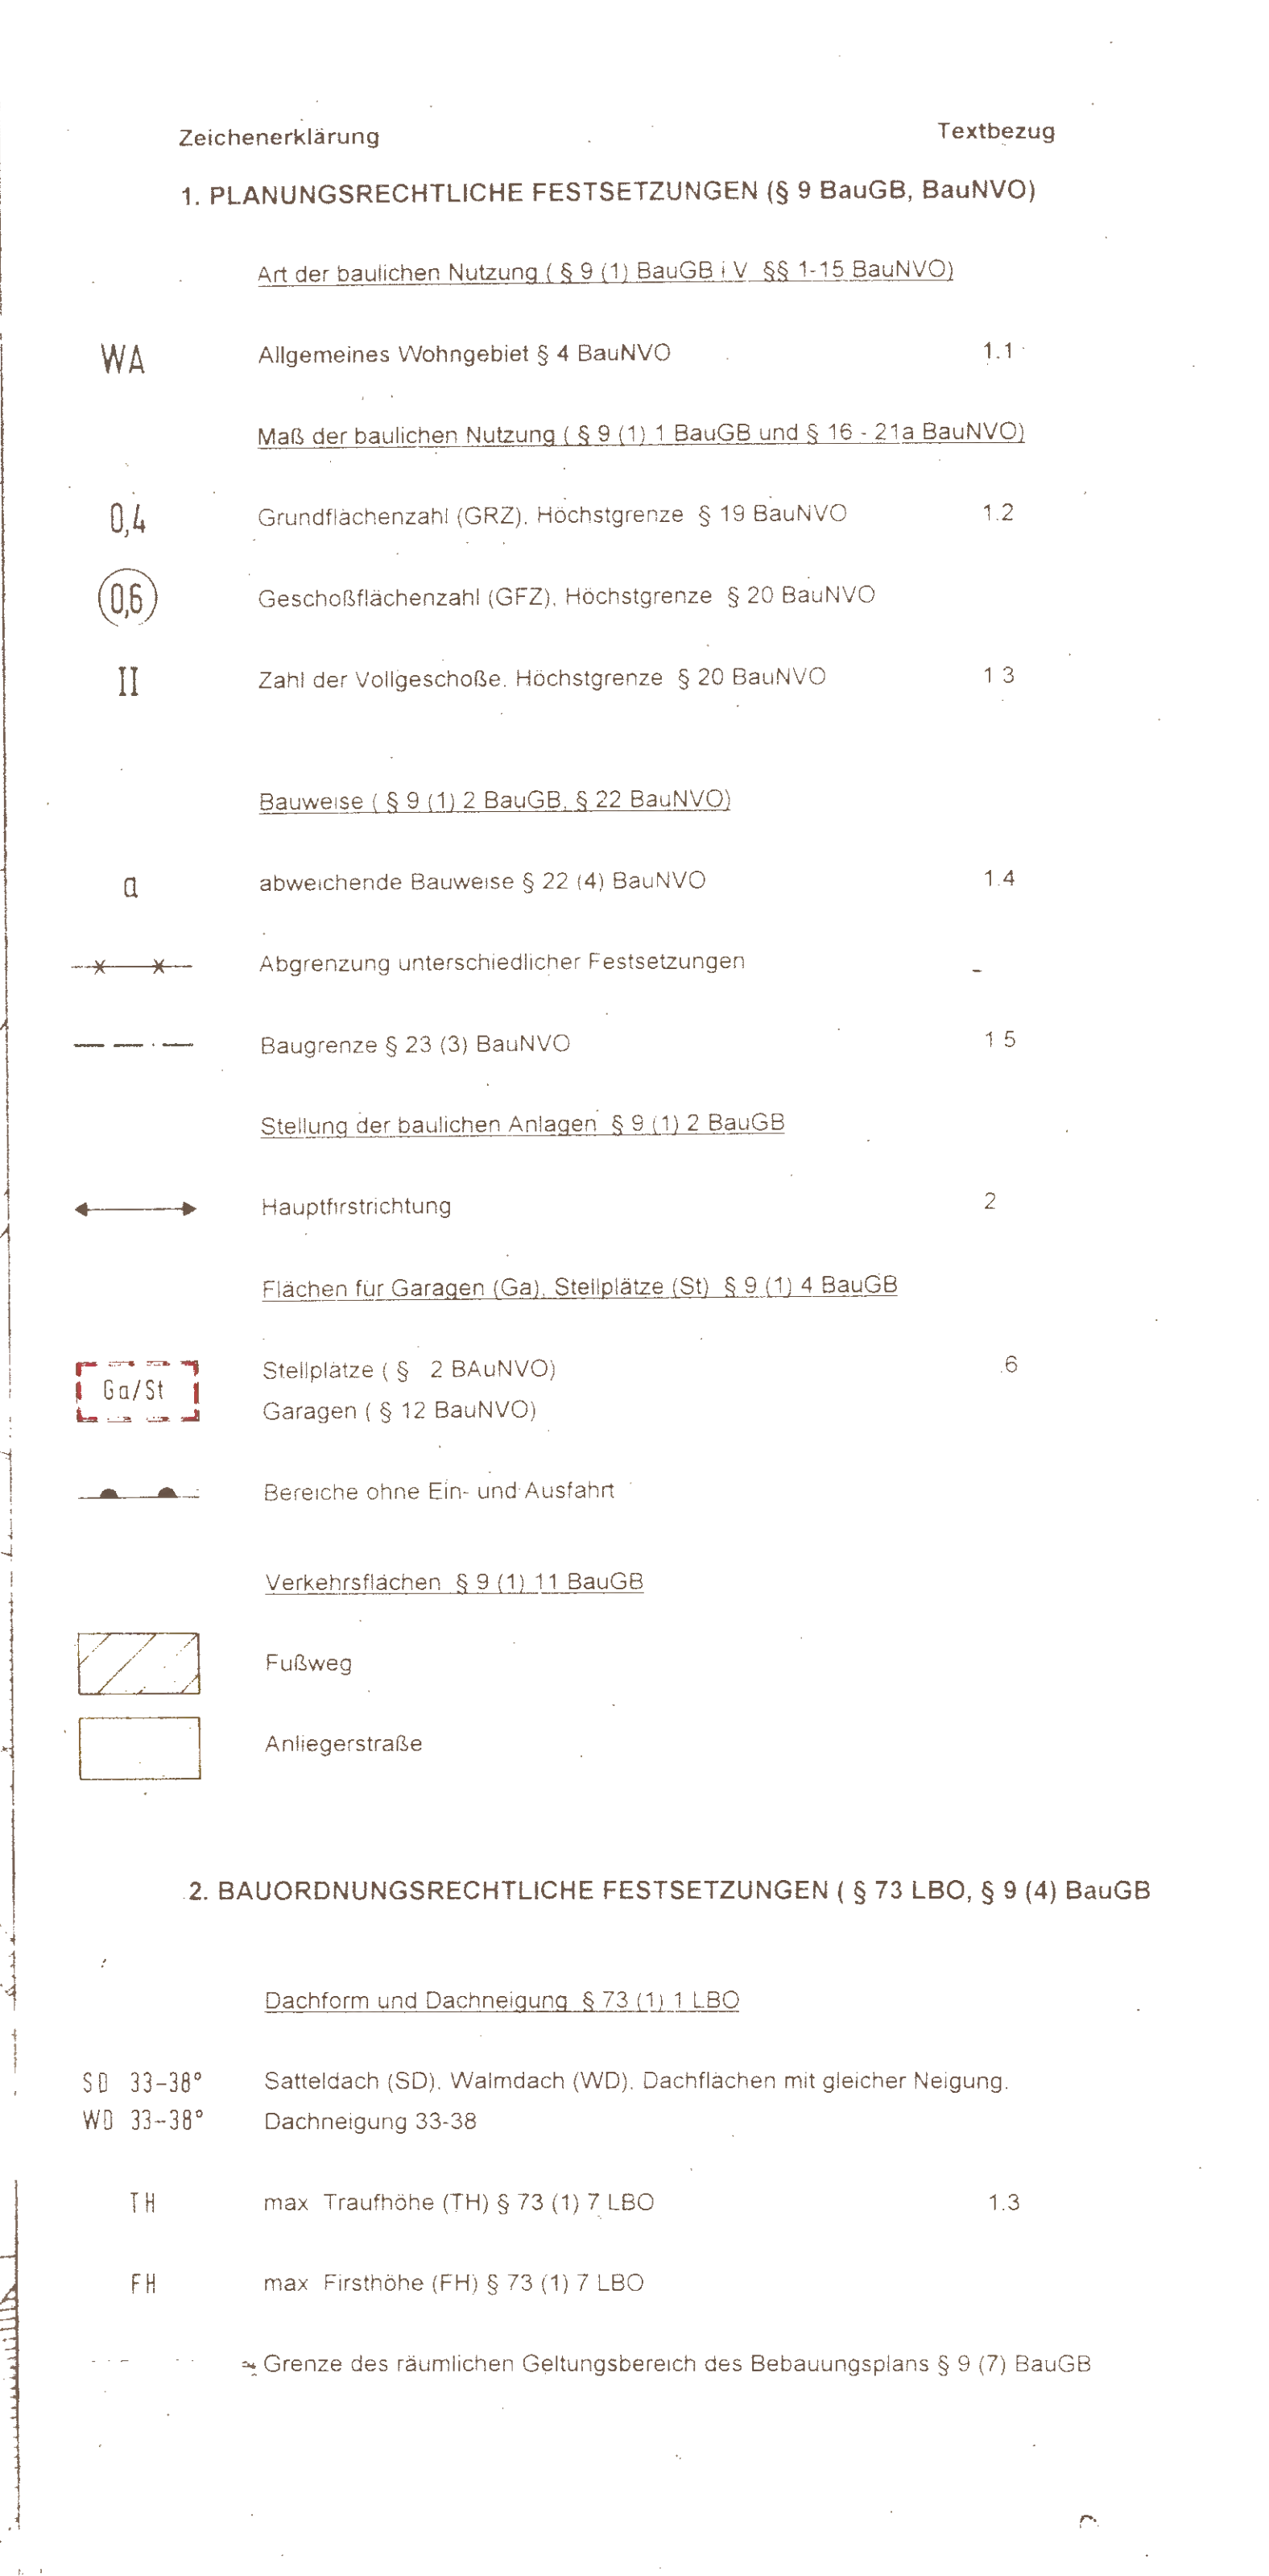 Zeichenerklärung Textbezug
1. PLANUNGSRECHTLICHE FESTSETZUNGEN (§ 9 BauGB, BauNVO)
Art der baulichen Nutzung ( § 9 (1) BauGB i V §§ 1-15 BauNVO)
WA Allgemeines Wohngebiet § 4 BauNVO 1.1
Maß der baulichen Nutzung ( § 9 (1) 1 BauGB und § 16 - 21a BauNVO)
0,4 Grundflächenzahl (GRZ), Höchstgrenze § 19 BauNVO 1.2
0,6 Geschoßflächenzahl (GFZ), Höchstgrenze § 20 BauNVO
II Zahl der Vollgeschoße, Höchstgrenze § 20 BauNVO 1 3
Bauweise ( § 9 (1) 2 BauGB, § 22 BauNVO)
a abweichende Bauweise § 22 (4) BauNVO 1.4
Abgrenzung unterschiedlicher Festsetzungen -
Baugrenze § 23 (3) BauNVO 1 5
Stellung der baulichen Anlagen § 9 (1) 2 BauGB
Hauptfirstrichtung 2
Flächen für Garagen (Ga), Stellplätze (St) § 9 (1) 4 BauGB
Ga/St Stellplätze ( § 2 BAuNVO) .6
Garagen ( § 12 BauNVO)
Bereiche ohne Ein- und Ausfahrt
Verkehrsflächen § 9 (1) 11 BauGB
Fußweg
Anliegerstraße
2. BAUORDNUNGSRECHTLICHE FESTSETZUNGEN ( § 73 LBO, § 9 (4) BauGB
Dachform und Dachneigung § 73 (1) 1 LBO
SD 33-38° Satteldach (SD), Walmdach (WD), Dachflächen mit gleicher Neigung,
WD 33-38° Dachneigung 33-38
TH max Traufhöhe (TH) § 73 (1) 7 LBO 1.3
FH max Firsthöhe (FH) § 73 (1) 7 LBO
Grenze des räumlichen Geltungsbereich des Bebauungsplans § 9 (7) BauGB